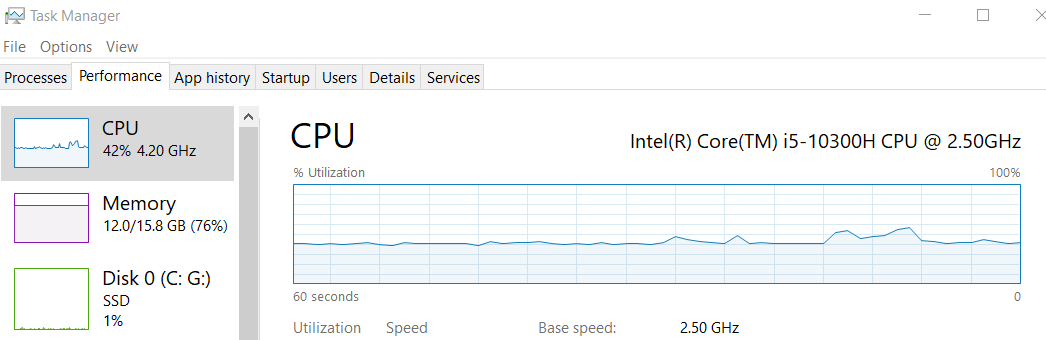 Task Manager
File Options View
Processes Performance App history Startup Users Details Services
CPU
42% 4.20 GHz
Memory
12.0/15.8 GB (76%)
Disk 0 (C: G:)
SSD
1%
CPU Intel(R) Core(TM) i5-10300H CPU @ 2.50GHz
% Utilization 100%
60 seconds 0
Utilization Speed Base speed: 2.50 GHz